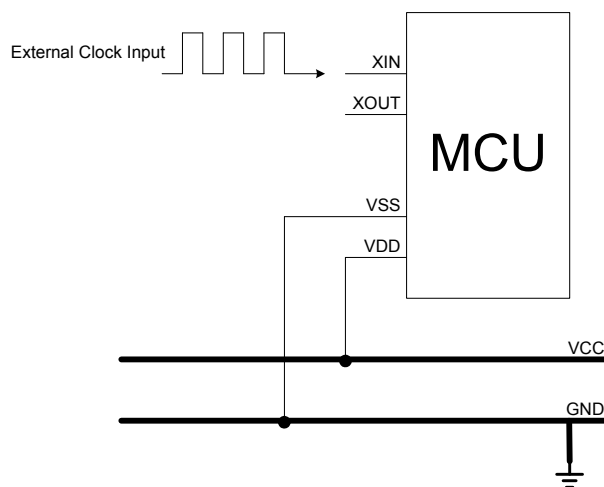 External Clock Input
XIN
XOUT
MCU
VSS
VDD
VCC
GND